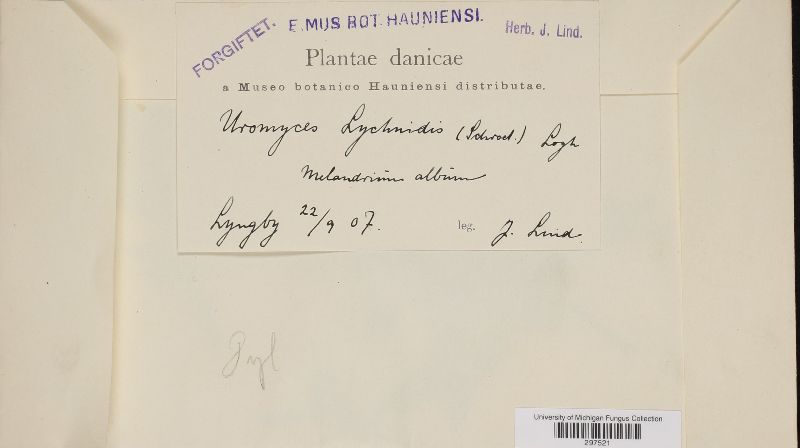 FORGIFTET.
E. MUS BOT. HAUNIENSI.
Herb. J. Lind.
Plantae danicae
a Museo botanico Hauniensi distributae.
Uromyces Lychnidis (Schroet.)
Melandrium album
Lyngby 22/9 07. leg. J. Lind.
University of Michigan Fungus Collection
297521